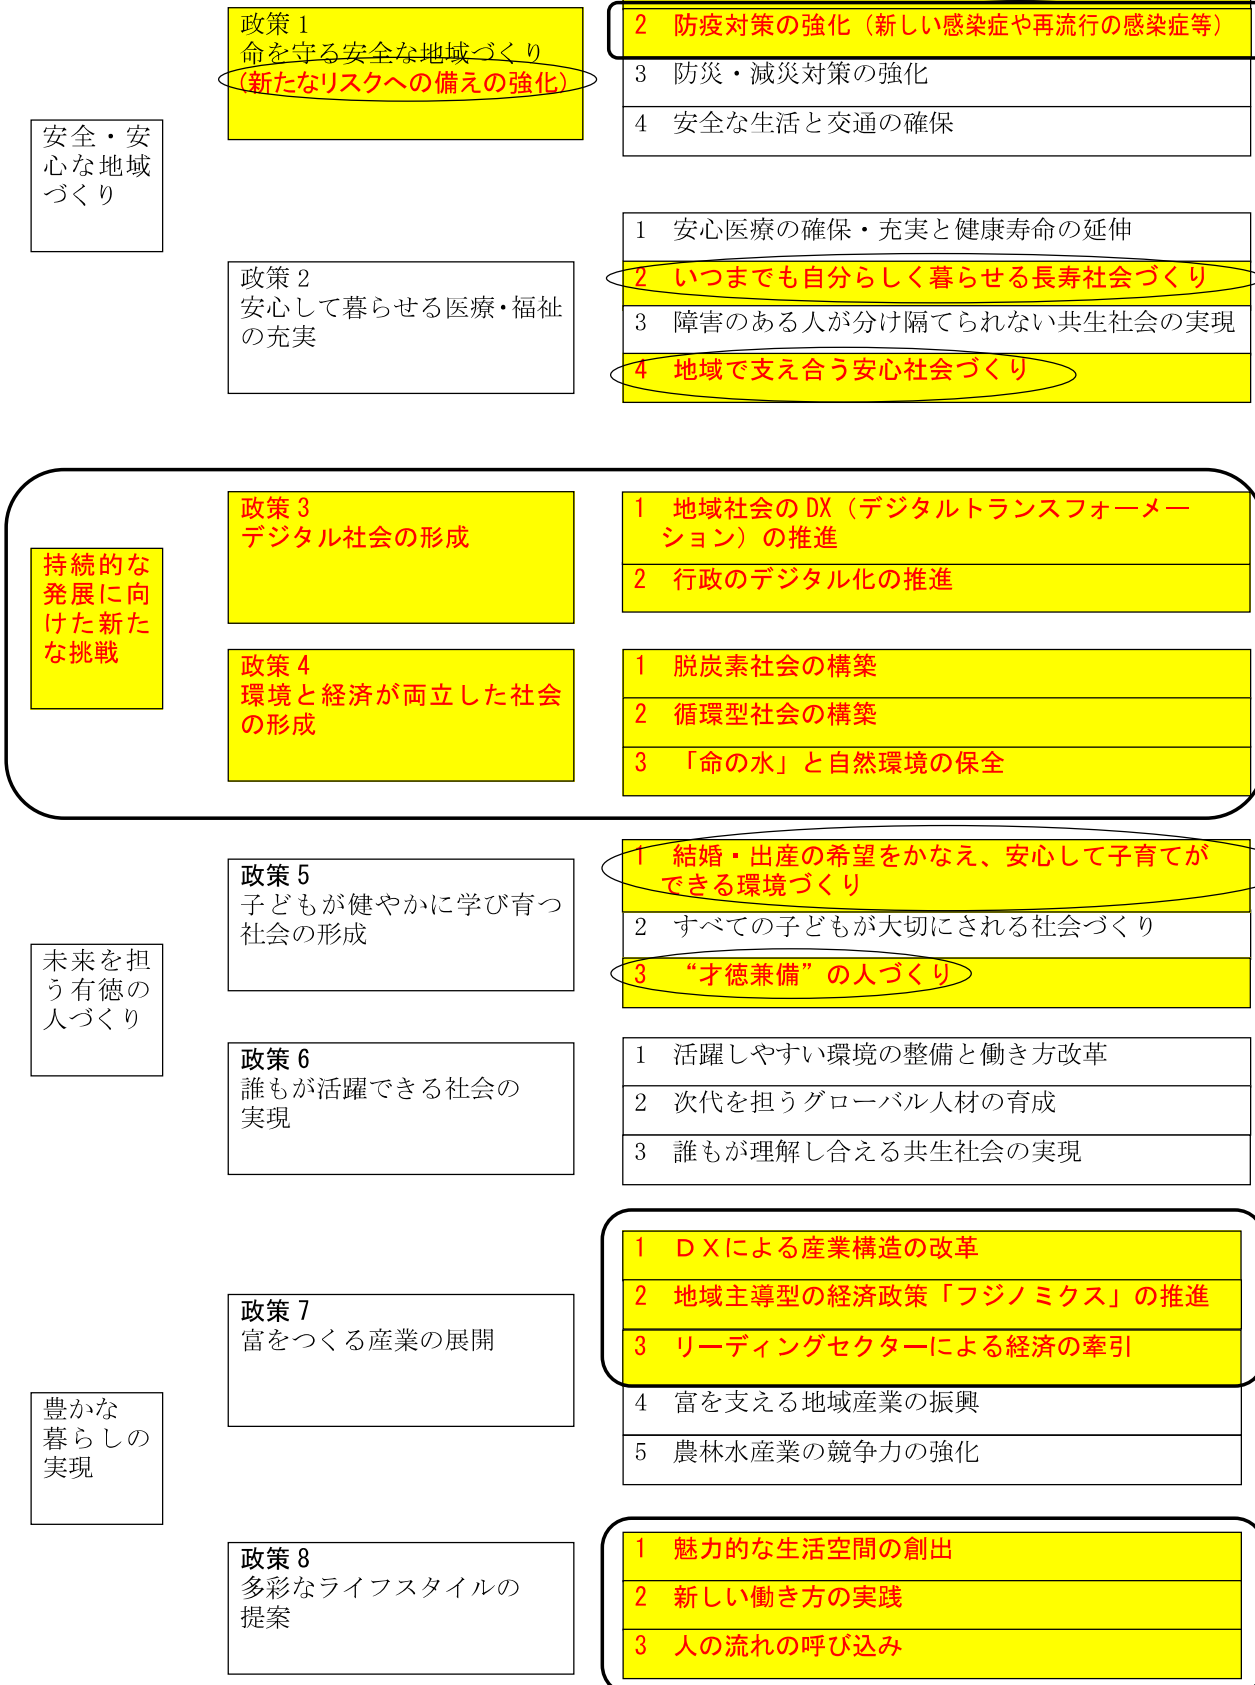 安全・安
心な地域
づくり
政策１
命を守る安全な地域づくり
(新たなリスクへの備えの強化)
２　防疫対策の強化（新しい感染症や再流行の感染症等）
３　防災・減災対策の強化
４　安全な生活と交通の確保
政策２
安心して暮らせる医療・福祉
の充実
１　安心医療の確保・充実と健康寿命の延伸
２　いつまでも自分らしく暮らせる長寿社会づくり
３　障害のある人が分け隔てられない共生社会の実現
４　地域で支え合う安心社会づくり
持続的な
発展に向
けた新た
な挑戦
政策３
デジタル社会の形成
１　地域社会のDX（デジタルトランスフォーメー
ション）の推進
２　行政のデジタル化の推進
政策４
環境と経済が両立した社会
の形成
１　脱炭素社会の構築
２　循環型社会の構築
３　「命の水」と自然環境の保全
未来を担
う有徳の
人づくり
政策５
子どもが健やかに学び育つ
社会の形成
１　結婚・出産の希望をかなえ、安心して子育てが
できる環境づくり
２　すべての子どもが大切にされる社会づくり
３　“才徳兼備”の人づくり
政策６
誰もが活躍できる社会の
実現
１　活躍しやすい環境の整備と働き方改革
２　次代を担うグローバル人材の育成
３　誰もが理解し合える共生社会の実現
豊かな
暮らしの
実現
政策７
富をつくる産業の展開
１　ＤＸによる産業構造の改革
２　地域主導型の経済政策「フジノミクス」の推進
３　リーディングセクターによる経済の牽引
４　富を支える地域産業の振興
５　農林水産業の競争力の強化
政策８
多彩なライフスタイルの
提案
１　魅力的な生活空間の創出
２　新しい働き方の実践
３　人の流れの呼び込み